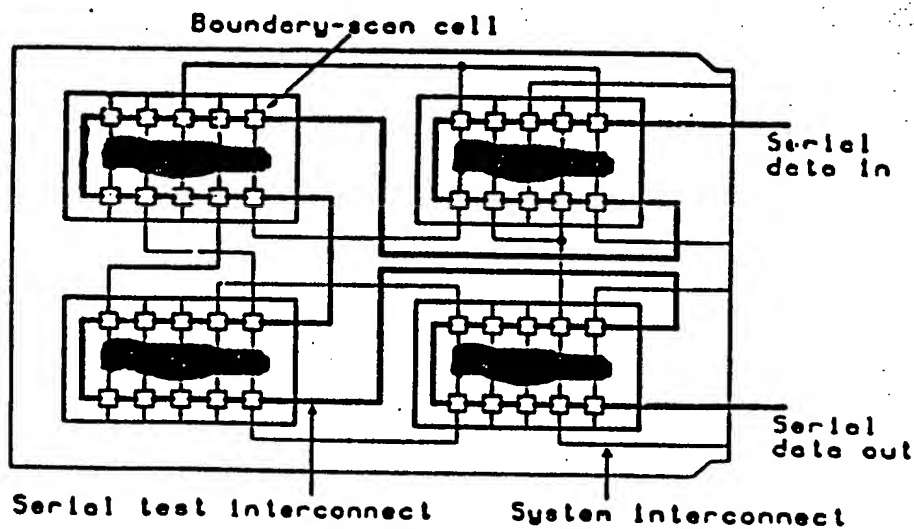 Boundary-scan cell
Serial
data in
Serial
data out
Serial test interconnect
System interconnect